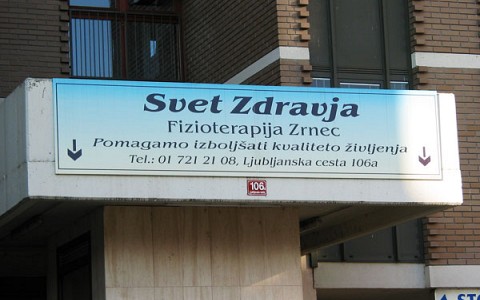 Svet Zdravja
Fizioterapija Zrnec
Pomagamo izboljšati kvaliteto življenja
Tel.: 01 721 21 08, Ljubljanska cesta 106a
106